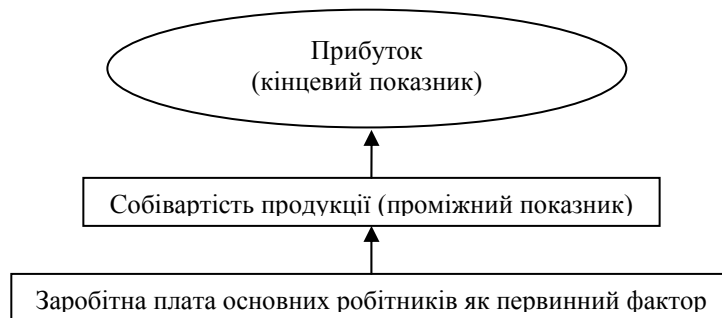 Прибуток
(кінцевий показник)
Собівартість продукції (проміжний показник)
Заробітна плата основних робітників як первинний фактор